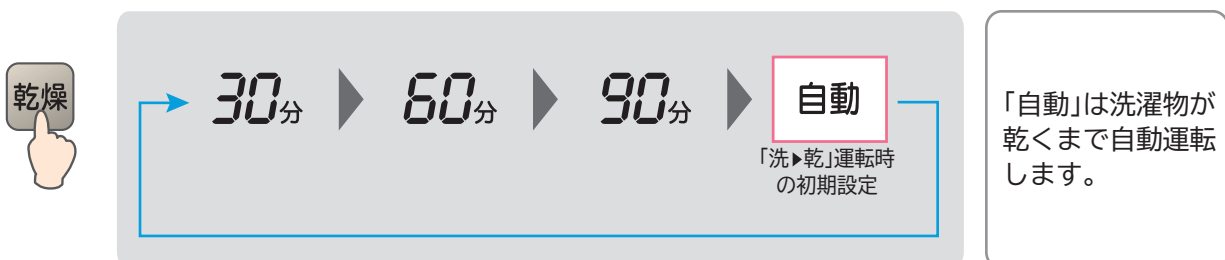 乾燥
30分 60分 90分 自動
「洗▶乾」運転時
の初期設定
「自動」は洗濯物が
乾くまで自動運転
します。